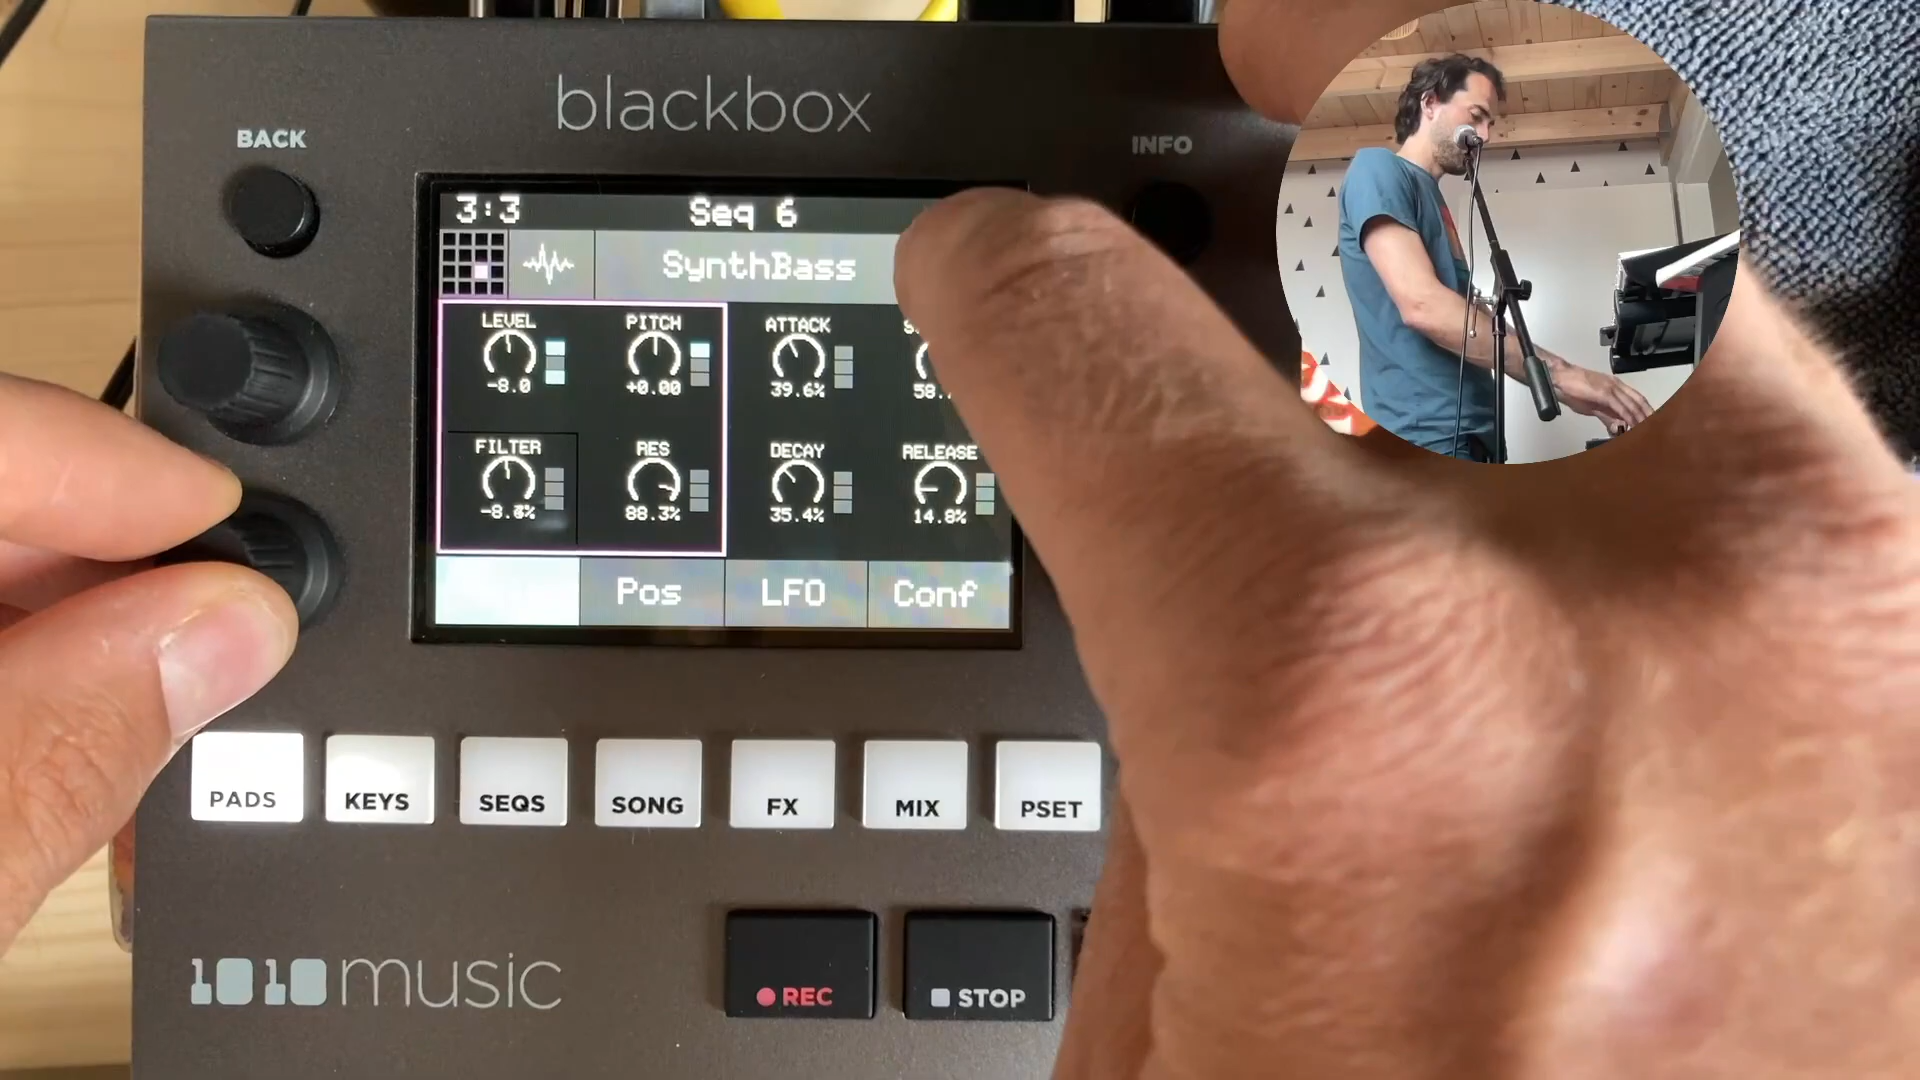 blackbox
BACK
INFO
3:3
Seq 6
SynthBass
LEVEL
-8.0
PITCH
+0.00
ATTACK
39.6%
FILTER
RES
88.3%
DECAY
35.4%
RELEASE
14.8%
Pos
LFO
Conf
PADS
KEYS
SEQS
SONG
FX
MIX
PSET
1010music
REC
STOP